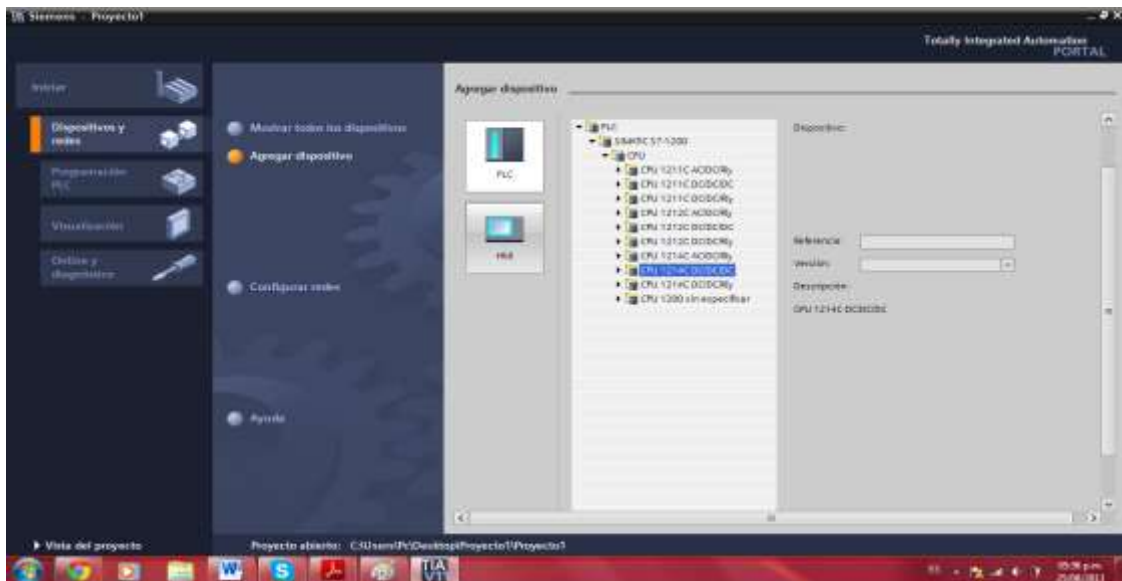 Siemens - Proyecto1
Totally Integrated Automation
PORTAL
Iniciar
Dispositivos y
redes
Programación
PLC
Visualización
Online y
diagnóstico
Mostrar todos los dispositivos
Agregar dispositivo
Configurar redes
Ayuda
Agregar dispositivo
PLC
HMI
PLC
SIMATIC S7-1200
CPU
CPU 1211C AC/DC/Rly
CPU 1211C DC/DC/DC
CPU 1211C DC/DC/Rly
CPU 1212C AC/DC/Rly
CPU 1212C DC/DC/DC
CPU 1212C DC/DC/Rly
CPU 1214C AC/DC/Rly
CPU 1214C DC/DC/DC
CPU 1214C DC/DC/Rly
CPU 1200 sin especificar
Dispositivo:
Referencia:
Versión:
Descripción:
CPU 1214C DC/DC/DC
Vista del proyecto
Proyecto abierto: C:\Users\Pc\Desktop\Proyecto1\Proyecto1
W
S
TIA
V11
ES